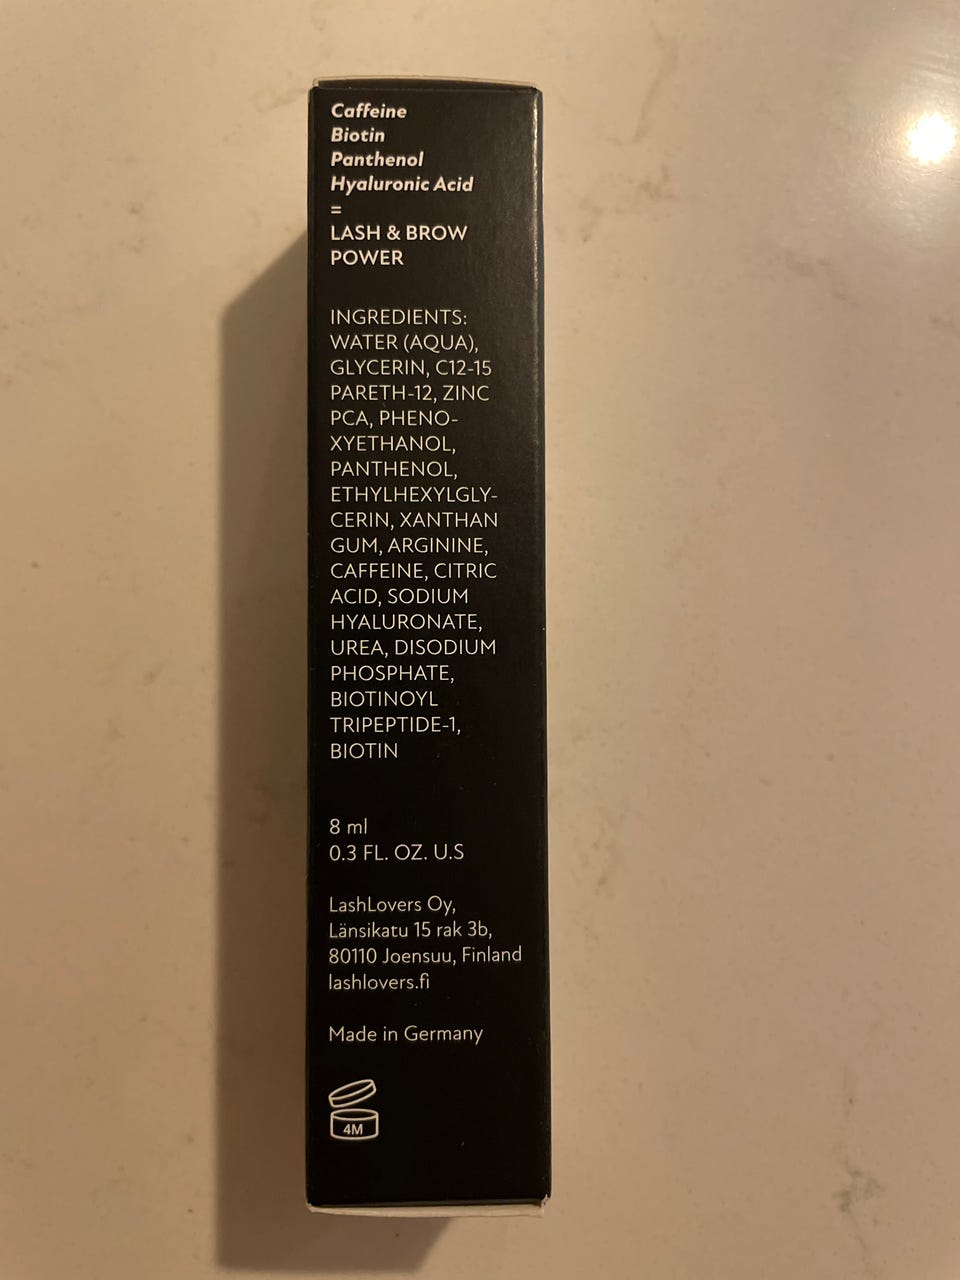 Caffeine
Biotin
Panthenol
Hyaluronic Acid
=
LASH & BROW
POWER
INGREDIENTS:
WATER (AQUA),
GLYCERIN, C12-15
PARETH-12, ZINC
PCA, PHENO-
XYETHANOL,
PANTHENOL,
ETHYLHEXYLGLY-
CERIN, XANTHAN
GUM, ARGININE,
CAFFEINE, CITRIC
ACID, SODIUM
HYALURONATE,
UREA, DISODIUM
PHOSPHATE,
BIOTINOYL
TRIPEPTIDE-1,
BIOTIN
8 ml
0.3 FL. OZ. U.S
LashLovers Oy,
Länsikatu 15 rak 3b,
80110 Joensuu, Finland
lashlovers.fi
Made in Germany
4M